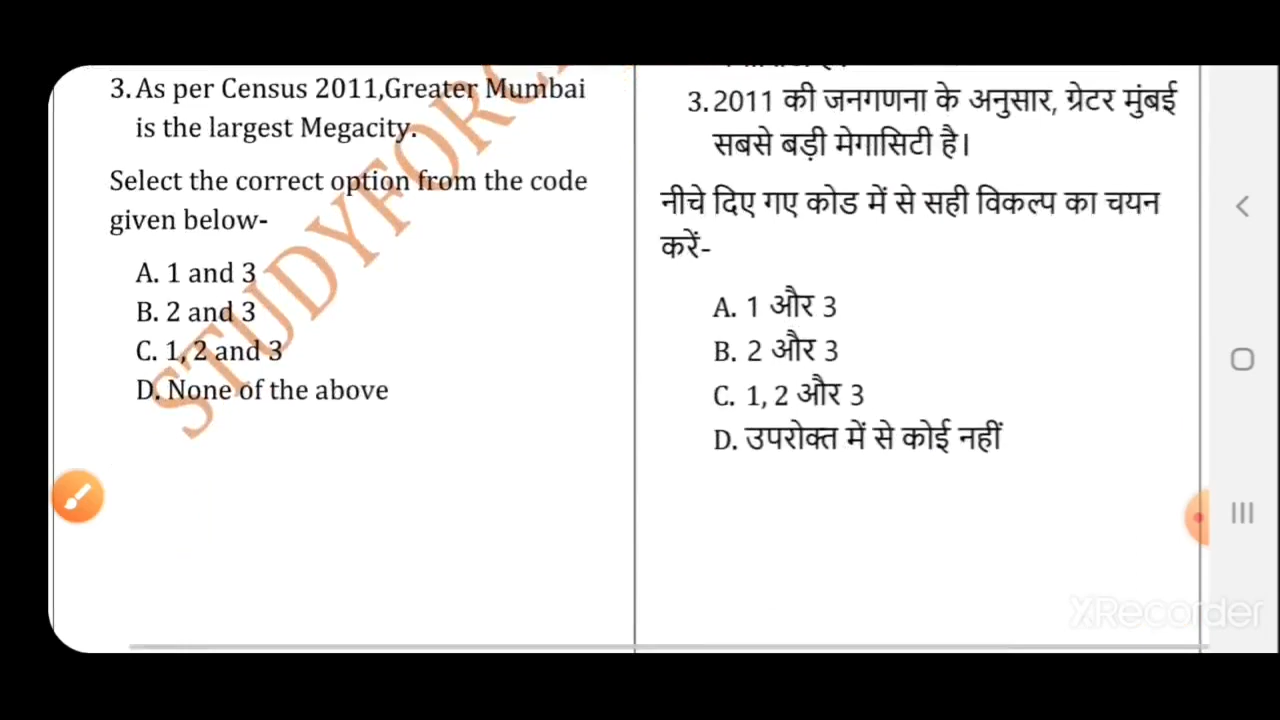 3. As per Census 2011,Greater Mumbai
is the largest Megacity.
Select the correct option from the code
given below-
A. 1 and 3
B. 2 and 3
C. 1, 2 and 3
D. None of the above
3. 2011 की जनगणना के अनुसार, ग्रेटर मुंबई
सबसे बड़ी मेगासिटी है।
नीचे दिए गए कोड में से सही विकल्प का चयन
करें-
A. 1 और 3
B. 2 और 3
C. 1, 2 और 3
D. उपरोक्त में से कोई नहीं
XRecorder